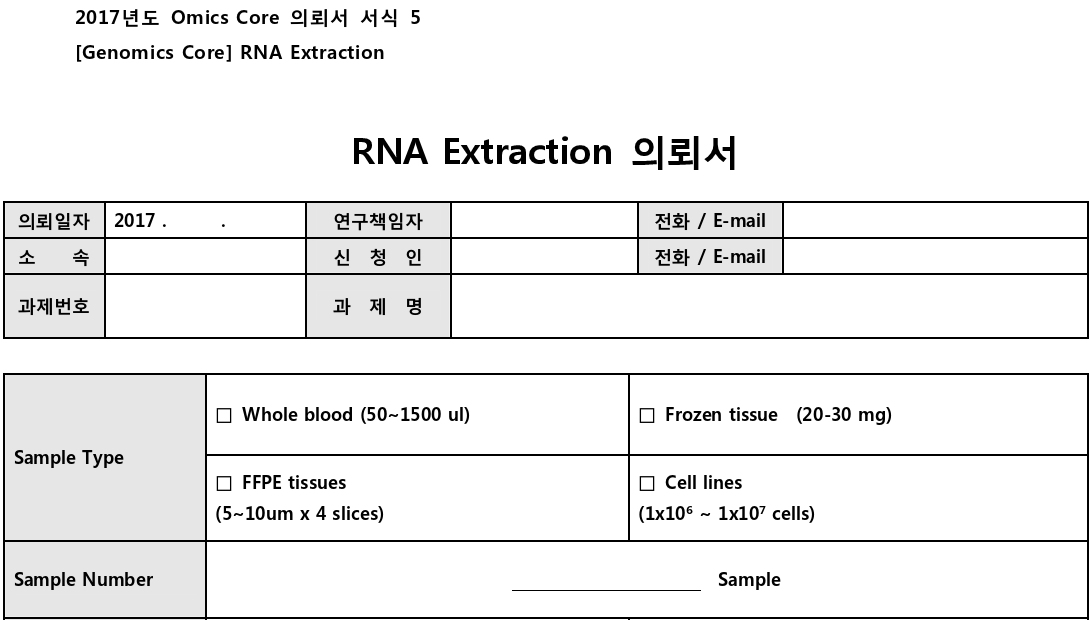 2017년도 Omics Core 의뢰서 서식 5
[Genomics Core] RNA Extraction
RNA Extraction 의뢰서
의뢰일자 2017 . . 연구책임자 전화 / E-mail
소 속 신 청 인 전화 / E-mail
과제번호 과 제 명
Sample Type
□ Whole blood (50~1500 ul) □ Frozen tissue (20-30 mg)
□ FFPE tissues □ Cell lines
(5~10um x 4 slices) (1x10⁶ ~ 1x10⁷ cells)
Sample Number ____________________ Sample